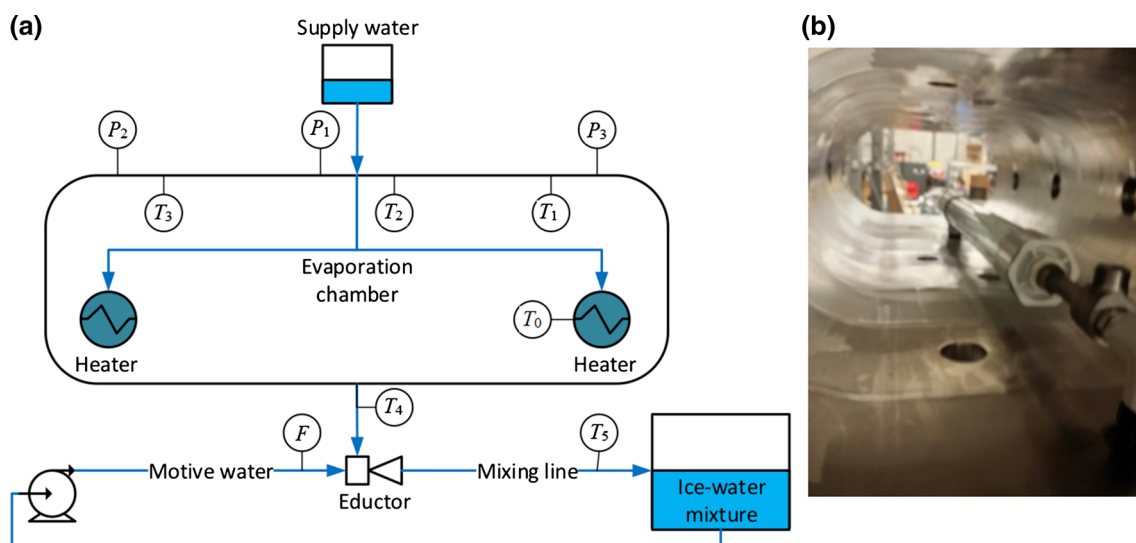 (a)
(b)
Supply water
P2
P1
P3
T3
T2
T1
Evaporation
chamber
T0
Heater
Heater
T4
F
T5
Motive water
Mixing line
Eductor
Ice-water
mixture